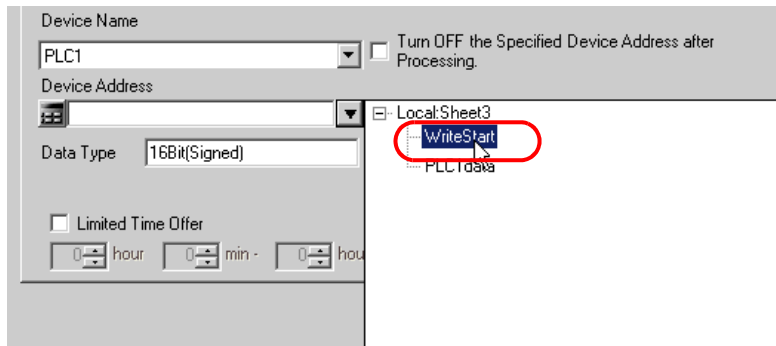 Device Name
PLC1
Turn OFF the Specified Device Address after
Processing.
Device Address
Local:Sheet3
WriteStart
Data Type 16Bit(Signed)
PLC1data
Limited Time Offer
0 hour 0 min - 0 hou